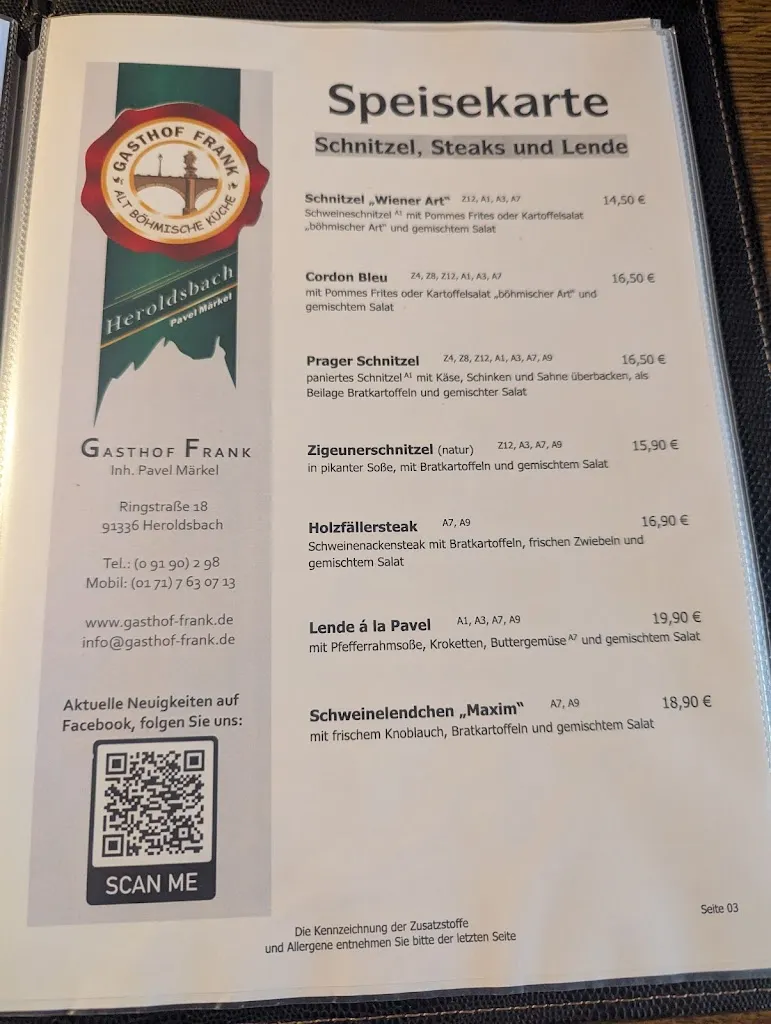 GASTHOF FRANK
ALT BÖHMISCHE KÜCHE
Heroldsbach
Pavel Märkel
GASTHOF FRANK
Inh. Pavel Märkel
Ringstraße 18
91336 Heroldsbach
Tel.: (0 91 90) 2 98
Mobil: (01 71) 7 63 07 13
www.gasthof-frank.de
info@gasthof-frank.de
Aktuelle Neuigkeiten auf
Facebook, folgen Sie uns:
SCAN ME
Speisekarte
Schnitzel, Steaks und Lende
Schnitzel „Wiener Art“ Z12, A1, A3, A7 14,50 €
Schweineschnitzel A1 mit Pommes Frites oder Kartoffelsalat
„böhmischer Art“ und gemischtem Salat
Cordon Bleu Z4, Z8, Z12, A1, A3, A7 16,50 €
mit Pommes Frites oder Kartoffelsalat „böhmischer Art“ und
gemischtem Salat
Prager Schnitzel Z4, Z8, Z12, A1, A3, A7, A9 16,50 €
paniertes Schnitzel A1 mit Käse, Schinken und Sahne überbacken, als
Beilage Bratkartoffeln und gemischter Salat
Zigeunerschnitzel (natur) Z12, A3, A7, A9 15,90 €
in pikanter Soße, mit Bratkartoffeln und gemischtem Salat
Holzfällersteak A7, A9 16,90 €
Schweinenackensteak mit Bratkartoffeln, frischen Zwiebeln und
gemischtem Salat
Lende á la Pavel A1, A3, A7, A9 19,90 €
mit Pfefferrahmsoße, Kroketten, Buttergemüse A7 und gemischtem Salat
Schweinelendchen „Maxim“ A7, A9 18,90 €
mit frischem Knoblauch, Bratkartoffeln und gemischtem Salat
Seite 03
Die Kennzeichnung der Zusatzstoffe
und Allergene entnehmen Sie bitte der letzten Seite